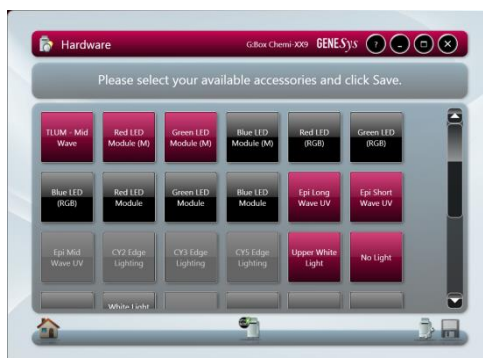 Hardware
G:Box Chemi-XX9 GENESys ? – □ X
Please select your available accessories and click Save.
TLUM - Mid Wave
Red LED Module (M)
Green LED Module (M)
Blue LED Module (M)
Red LED (RGB)
Green LED (RGB)
Blue LED (RGB)
Red LED Module
Green LED Module
Blue LED Module
Epi Long Wave UV
Epi Short Wave UV
Epi Mid Wave UV
CY2 Edge Lighting
CY3 Edge Lighting
CY5 Edge Lighting
Upper White Light
No Light
White Light